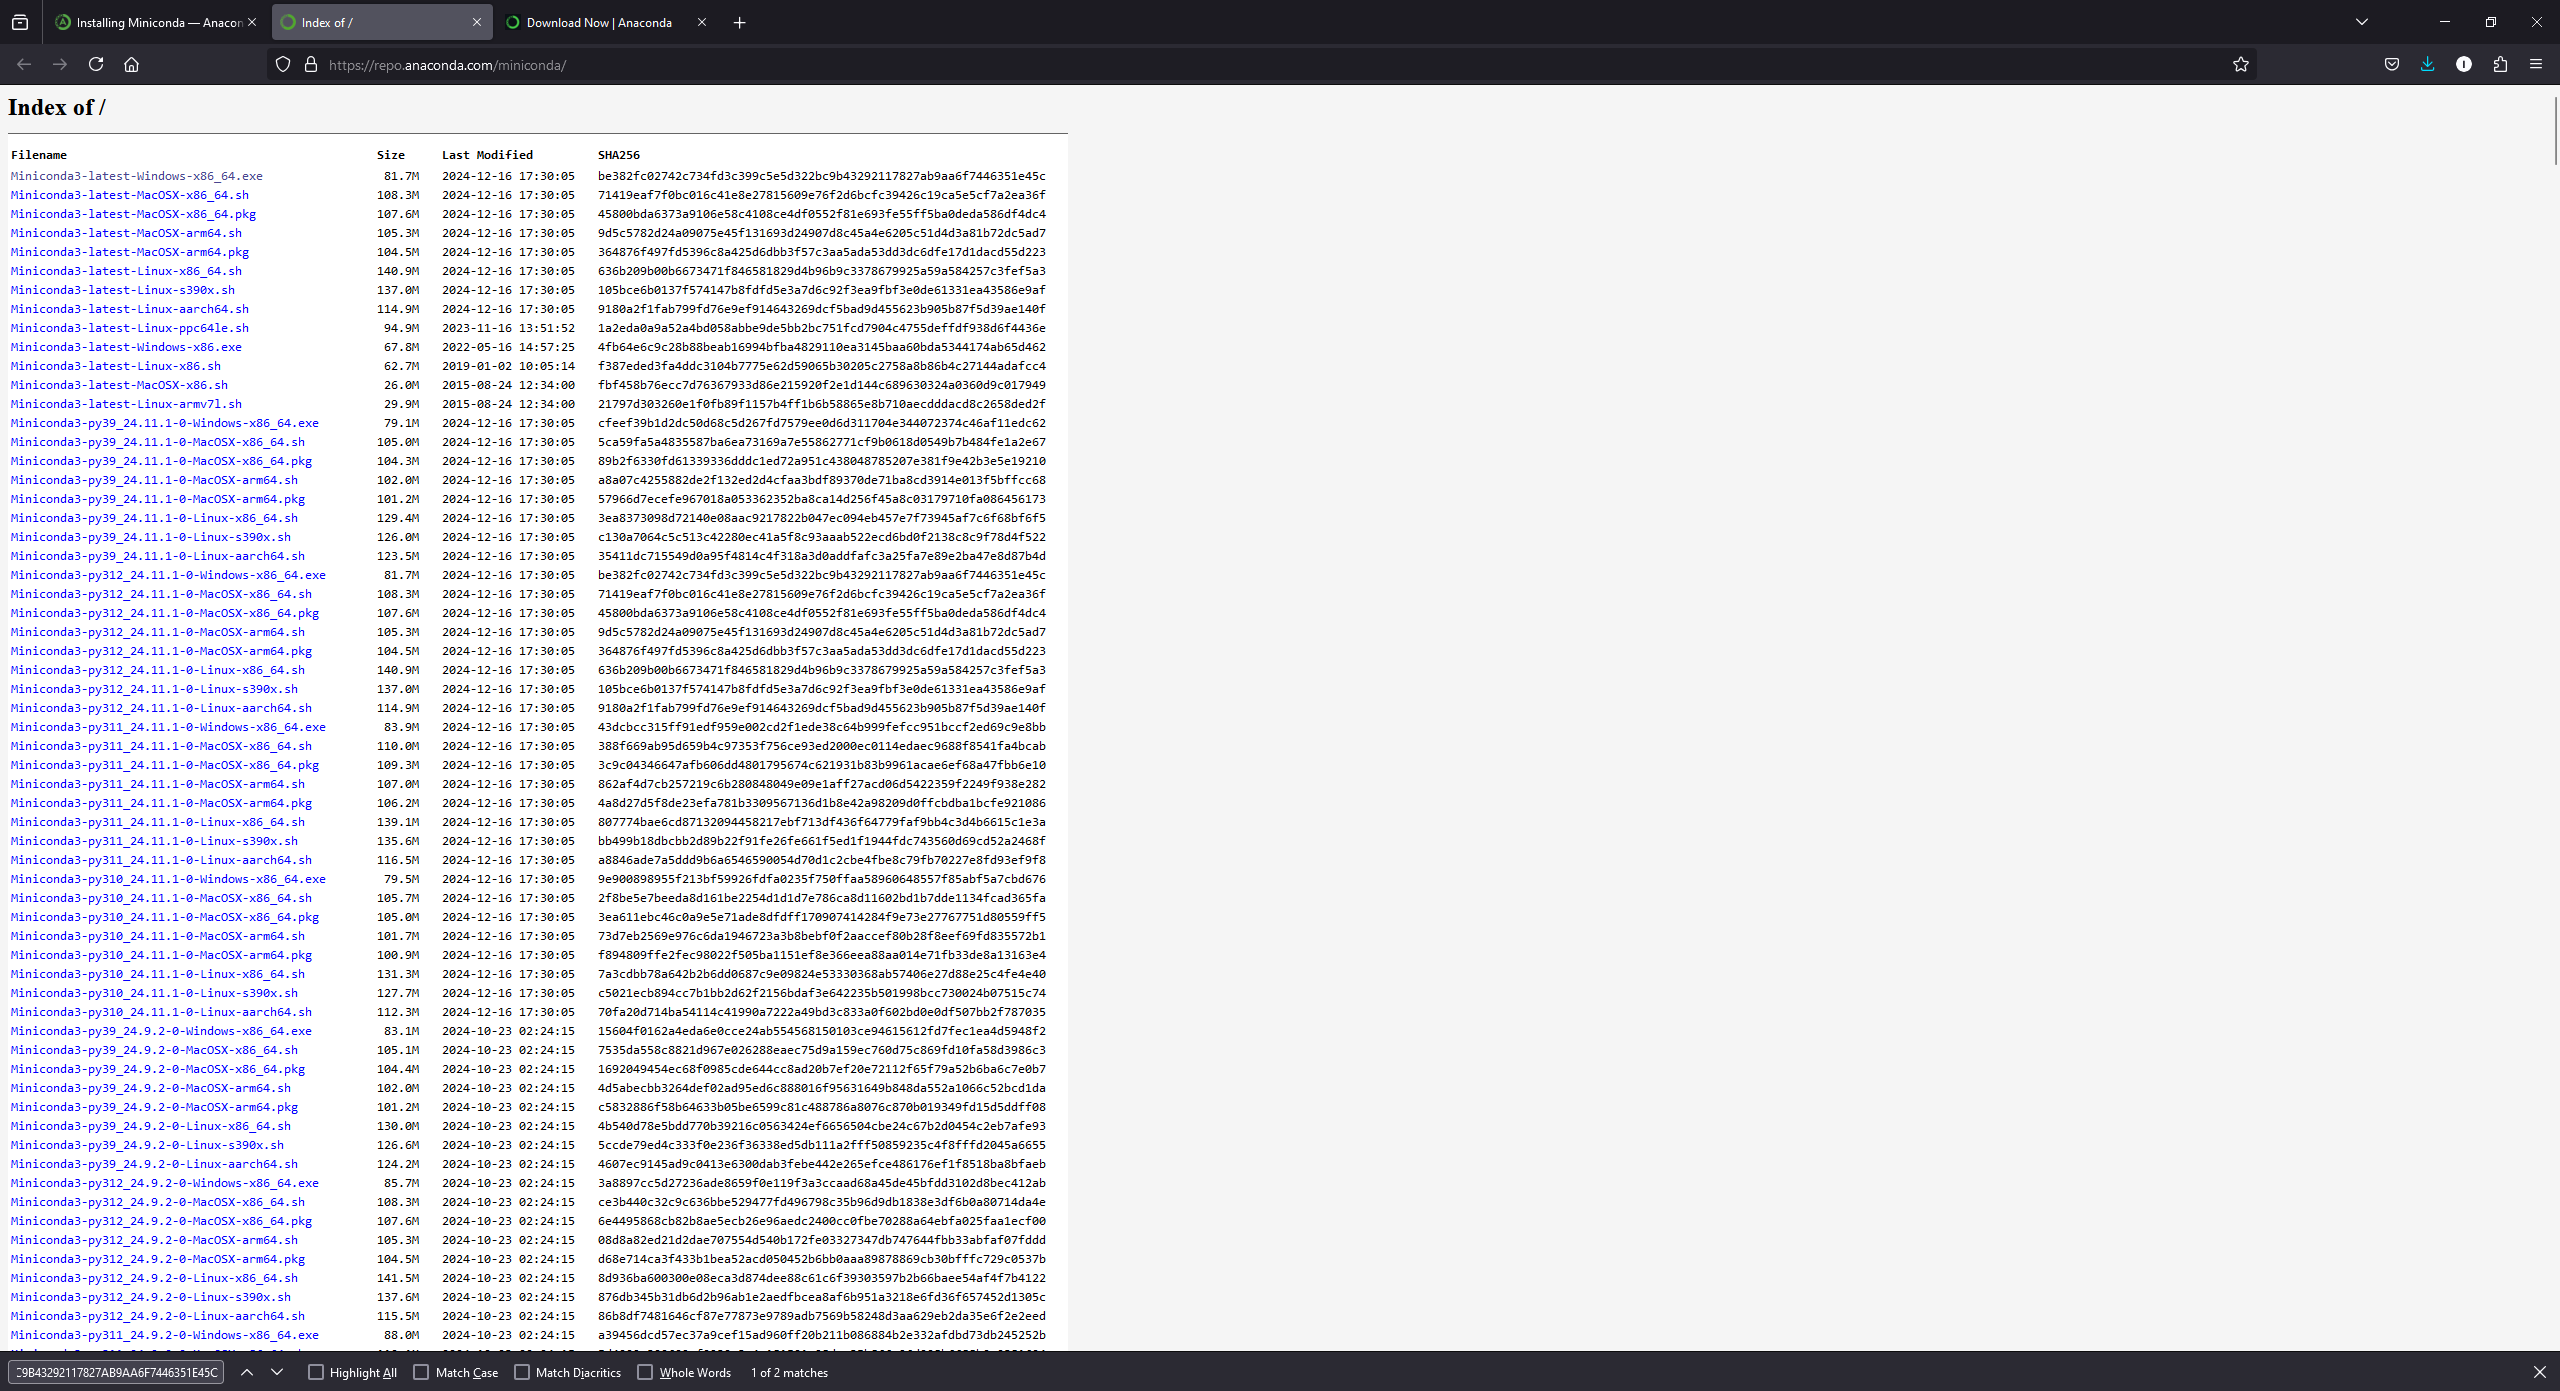 Installing Miniconda — Anacon
Index of /
Download Now | Anaconda
https://repo.anaconda.com/miniconda/
Index of /
Filename Size Last Modified SHA256
Miniconda3-latest-Windows-x86_64.exe 81.7M 2024-12-16 17:30:05 be382fc02742c734fd3c399c5e5d322bc9b43292117827ab9aa6f7446351e45c
Miniconda3-latest-MacOSX-x86_64.sh 108.3M 2024-12-16 17:30:05 71419eaf7f0bc016c41e8e27815609e76f2d6bcfc39426c19ca5e5cf7a2ea36f
Miniconda3-latest-MacOSX-x86_64.pkg 107.6M 2024-12-16 17:30:05 45800bda6373a9106e58c4108ce4df0552f81e693fe55ff5ba0deda586df4dc4
Miniconda3-latest-MacOSX-arm64.sh 105.3M 2024-12-16 17:30:05 9d5c5782d24a09075e45f131693d24907d8c45a4e6205c51d4d3a81b72dc5ad7
Miniconda3-latest-MacOSX-arm64.pkg 104.5M 2024-12-16 17:30:05 364876f497fd5396c8a425d6dbb3f57c3aa5ada53dd3dc6dfe17d1dacd55d223
Miniconda3-latest-Linux-x86_64.sh 140.9M 2024-12-16 17:30:05 636b209b00b6673471f846581829d4b96b9c3378679925a59a584257c3fef5a3
Miniconda3-latest-Linux-s390x.sh 137.0M 2024-12-16 17:30:05 105bce6b0137f574147b8fdfd5e3a7d6c92f3ea9fbf3e0de61331ea43586e9af
Miniconda3-latest-Linux-aarch64.sh 114.9M 2024-12-16 17:30:05 9180a2f1fab799fd76e9ef914643269dcf5bad9d455623b905b87f5d39ae140f
Miniconda3-latest-Linux-ppc64le.sh 94.9M 2023-11-16 13:51:52 1a2eda0a9a52a4bd058abbe9de5bb2bc751fcd7904c4755deffdf938d6f4436e
Miniconda3-latest-Windows-x86.exe 67.8M 2022-05-16 14:57:25 4fb64e6c9c28b88beab16994bfba4829110ea3145baa60bda5344174ab65d462
Miniconda3-latest-Linux-x86.sh 62.7M 2019-01-02 10:05:14 f387eded3fa4ddc3104b7775e62d59065b30205c2758a8b86b4c27144adafcc4
Miniconda3-latest-MacOSX-x86.sh 26.0M 2015-08-24 12:34:00 fbf458b76ecc7d76367933d86e215920f2e1d144c689630324a0360d9c017949
Miniconda3-latest-Linux-armv7l.sh 29.9M 2015-08-24 12:34:00 21797d303260e1f0fb89f1157b4ff1b6b58865e8b710aecdddacd8c2658ded2f
Miniconda3-py39_24.11.1-0-Windows-x86_64.exe 79.1M 2024-12-16 17:30:05 cfeef39b1d2dc50d68c5d267fd7579ee0d6d311704e344072374c46af11edc62
Miniconda3-py39_24.11.1-0-MacOSX-x86_64.sh 105.0M 2024-12-16 17:30:05 5ca59fa5a4835587ba6ea73169a7e55862771cf9b0618d0549b7b484fe1a2e67
Miniconda3-py39_24.11.1-0-MacOSX-x86_64.pkg 104.3M 2024-12-16 17:30:05 89b2f6330fd61339336dddc1ed72a951c438048785207e381f9e42b3e5e19210
Miniconda3-py39_24.11.1-0-MacOSX-arm64.sh 102.0M 2024-12-16 17:30:05 a8a07c4255882de2f132ed2d4cfaa3bdf89370de71ba8cd3914e013f5bffcc68
Miniconda3-py39_24.11.1-0-MacOSX-arm64.pkg 101.2M 2024-12-16 17:30:05 57966d7ecefe967018a053362352ba8ca14d256f45a8c03179710fa086456173
Miniconda3-py39_24.11.1-0-Linux-x86_64.sh 129.4M 2024-12-16 17:30:05 3ea8373098d72140e08aac9217822b047ec094eb457e7f73945af7c6f68bf6f5
Miniconda3-py39_24.11.1-0-Linux-s390x.sh 126.0M 2024-12-16 17:30:05 c130a7064c5c513c42280ec41a5f8c93aaab522ecd6bd0f2138c8c9f78d4f522
Miniconda3-py39_24.11.1-0-Linux-aarch64.sh 123.5M 2024-12-16 17:30:05 35411dc715549d0a95f4814c4f318a3d0addfafc3a25fa7e89e2ba47e8d87b4d
Miniconda3-py312_24.11.1-0-Windows-x86_64.exe 81.7M 2024-12-16 17:30:05 be382fc02742c734fd3c399c5e5d322bc9b43292117827ab9aa6f7446351e45c
Miniconda3-py312_24.11.1-0-MacOSX-x86_64.sh 108.3M 2024-12-16 17:30:05 71419eaf7f0bc016c41e8e27815609e76f2d6bcfc39426c19ca5e5cf7a2ea36f
Miniconda3-py312_24.11.1-0-MacOSX-x86_64.pkg 107.6M 2024-12-16 17:30:05 45800bda6373a9106e58c4108ce4df0552f81e693fe55ff5ba0deda586df4dc4
Miniconda3-py312_24.11.1-0-MacOSX-arm64.sh 105.3M 2024-12-16 17:30:05 9d5c5782d24a09075e45f131693d24907d8c45a4e6205c51d4d3a81b72dc5ad7
Miniconda3-py312_24.11.1-0-MacOSX-arm64.pkg 104.5M 2024-12-16 17:30:05 364876f497fd5396c8a425d6dbb3f57c3aa5ada53dd3dc6dfe17d1dacd55d223
Miniconda3-py312_24.11.1-0-Linux-x86_64.sh 140.9M 2024-12-16 17:30:05 636b209b00b6673471f846581829d4b96b9c3378679925a59a584257c3fef5a3
Miniconda3-py312_24.11.1-0-Linux-s390x.sh 137.0M 2024-12-16 17:30:05 105bce6b0137f574147b8fdfd5e3a7d6c92f3ea9fbf3e0de61331ea43586e9af
Miniconda3-py312_24.11.1-0-Linux-aarch64.sh 114.9M 2024-12-16 17:30:05 9180a2f1fab799fd76e9ef914643269dcf5bad9d455623b905b87f5d39ae140f
Miniconda3-py311_24.11.1-0-Windows-x86_64.exe 83.9M 2024-12-16 17:30:05 43dcbcc315ff91edf959e002cd2f1ede38c64b999fefcc951bccf2ed69c9e8bb
Miniconda3-py311_24.11.1-0-MacOSX-x86_64.sh 110.0M 2024-12-16 17:30:05 388f669ab95d659b4c97353f756ce93ed2000ec0114edaec9688f8541fa4bcab
Miniconda3-py311_24.11.1-0-MacOSX-x86_64.pkg 109.3M 2024-12-16 17:30:05 3c9c04346647afb606dd4801795674c621931b83b9961acae6ef68a47fbb6e10
Miniconda3-py311_24.11.1-0-MacOSX-arm64.sh 107.0M 2024-12-16 17:30:05 862af4d7cb257219c6b280848049e09e1aff27acd06d5422359f2249f938e282
Miniconda3-py311_24.11.1-0-MacOSX-arm64.pkg 106.2M 2024-12-16 17:30:05 4a8d27d5f8de23efa781b3309567136d1b8e42a98209d0ffcbdba1bcfe921086
Miniconda3-py311_24.11.1-0-Linux-x86_64.sh 139.1M 2024-12-16 17:30:05 807774bae6cd87132094458217ebf713df436f64779faf9bb4c3d4b6615c1e3a
Miniconda3-py311_24.11.1-0-Linux-s390x.sh 135.6M 2024-12-16 17:30:05 bb499b18dbcbb2d89b22f91fe26fe661f5ed1f1944fdc743560d69cd52a2468f
Miniconda3-py311_24.11.1-0-Linux-aarch64.sh 116.5M 2024-12-16 17:30:05 a8846ade7a5ddd9b6a6546590054d70d1c2cbe4fbe8c79fb70227e8fd93ef9f8
Miniconda3-py310_24.11.1-0-Windows-x86_64.exe 79.5M 2024-12-16 17:30:05 9e900898955f213bf59926fdfa0235f750ffaa58960648557f85abf5a7cbd676
Miniconda3-py310_24.11.1-0-MacOSX-x86_64.sh 105.7M 2024-12-16 17:30:05 2f8be5e7beeda8d161be2254d1d1d7e786ca8d11602bd1b7dde1134fcad365fa
Miniconda3-py310_24.11.1-0-MacOSX-x86_64.pkg 105.0M 2024-12-16 17:30:05 3ea611ebc46c0a9e5e71ade8dfdff170907414284f9e73e27767751d80559ff5
Miniconda3-py310_24.11.1-0-MacOSX-arm64.sh 101.7M 2024-12-16 17:30:05 73d7eb2569e976c6da1946723a3b8bebf0f2aaccef80b28f8eef69fd835572b1
Miniconda3-py310_24.11.1-0-MacOSX-arm64.pkg 100.9M 2024-12-16 17:30:05 f894809ffe2fec98022f505ba1151ef8e366eea88aa014e71fb33de8a13163e4
Miniconda3-py310_24.11.1-0-Linux-x86_64.sh 131.3M 2024-12-16 17:30:05 7a3cdbb78a642b2b6dd0687c9e09824e53330368ab57406e27d88e25c4fe4e40
Miniconda3-py310_24.11.1-0-Linux-s390x.sh 127.7M 2024-12-16 17:30:05 c5021ecb894cc7b1bb2d62f2156bdaf3e642235b501998bcc730024b07515c74
Miniconda3-py310_24.11.1-0-Linux-aarch64.sh 112.3M 2024-12-16 17:30:05 70fa20d714ba54114c41990a7222a49bd3c833a0f602bd0e0df507bb2f787035
Miniconda3-py39_24.9.2-0-Windows-x86_64.exe 83.1M 2024-10-23 02:24:15 15604f0162a4eda6e0cce24ab554568150103ce94615612fd7fec1ea4d5948f2
Miniconda3-py39_24.9.2-0-MacOSX-x86_64.sh 105.1M 2024-10-23 02:24:15 7535da558c8821d967e026288eaec75d9a159ec760d75c869fd10fa58d3986c3
Miniconda3-py39_24.9.2-0-MacOSX-x86_64.pkg 104.4M 2024-10-23 02:24:15 1692049454ec68f0985cde644cc8ad20b7ef20e72112f65f79a52b6ba6c7e0b7
Miniconda3-py39_24.9.2-0-MacOSX-arm64.sh 102.0M 2024-10-23 02:24:15 4d5abecbb3264def02ad95ed6c888016f95631649b848da552a1066c52bcd1da
Miniconda3-py39_24.9.2-0-MacOSX-arm64.pkg 101.2M 2024-10-23 02:24:15 c5832886f58b64633b05be6599c81c488786a8076c870b019349fd15d5ddff08
Miniconda3-py39_24.9.2-0-Linux-x86_64.sh 130.0M 2024-10-23 02:24:15 4b540d78e5bdd770b39216c0563424ef6656504cbe24c67b2d0454c2eb7afe93
Miniconda3-py39_24.9.2-0-Linux-s390x.sh 126.6M 2024-10-23 02:24:15 5ccde79ed4c333f0e236f36338ed5db111a2fff50859235c4f8fffd2045a6655
Miniconda3-py39_24.9.2-0-Linux-aarch64.sh 124.2M 2024-10-23 02:24:15 4607ec9145ad9c0413e6300dab3febe442e265efce486176ef1f8518ba8bfaeb
Miniconda3-py312_24.9.2-0-Windows-x86_64.exe 85.7M 2024-10-23 02:24:15 3a8897cc5d27236ade8659f0e119f3a3ccaad68a45de45bfdd3102d8bec412ab
Miniconda3-py312_24.9.2-0-MacOSX-x86_64.sh 108.3M 2024-10-23 02:24:15 ce3b440c32c9c636bbe529477fd496798c35b96d9db1838e3df6b0a80714da4e
Miniconda3-py312_24.9.2-0-MacOSX-x86_64.pkg 107.6M 2024-10-23 02:24:15 6e4495868cb82b8ae5ecb26e96aedc2400cc0fbe70288a64ebfa025faa1ecf00
Miniconda3-py312_24.9.2-0-MacOSX-arm64.sh 105.3M 2024-10-23 02:24:15 08d8a82ed21d2dae707554d540b172fe03327347db747644fbb33abfaf07fddd
Miniconda3-py312_24.9.2-0-MacOSX-arm64.pkg 104.5M 2024-10-23 02:24:15 d68e714ca3f433b1bea52acd050452b6bb0aaa89878869cb30bfffc729c0537b
Miniconda3-py312_24.9.2-0-Linux-x86_64.sh 141.5M 2024-10-23 02:24:15 8d936ba600300e08eca3d874dee88c61c6f39303597b2b66baee54af4f7b4122
Miniconda3-py312_24.9.2-0-Linux-s390x.sh 137.6M 2024-10-23 02:24:15 876db345b31db6d2b96ab1e2aedfbcea8af6b951a3218e6fd36f657452d1305c
Miniconda3-py312_24.9.2-0-Linux-aarch64.sh 115.5M 2024-10-23 02:24:15 86b8df7481646cf87e77873e9789adb7569b58248d3aa629eb2da35e6f2e2eed
Miniconda3-py311_24.9.2-0-Windows-x86_64.exe 88.0M 2024-10-23 02:24:15 a39456dcd57ec37a9cef15ad960ff20b211b086884b2e332afdbd73db245252b
C9B43292117827AB9AA6F7446351E45C Highlight All Match Case Match Diacritics Whole Words 1 of 2 matches